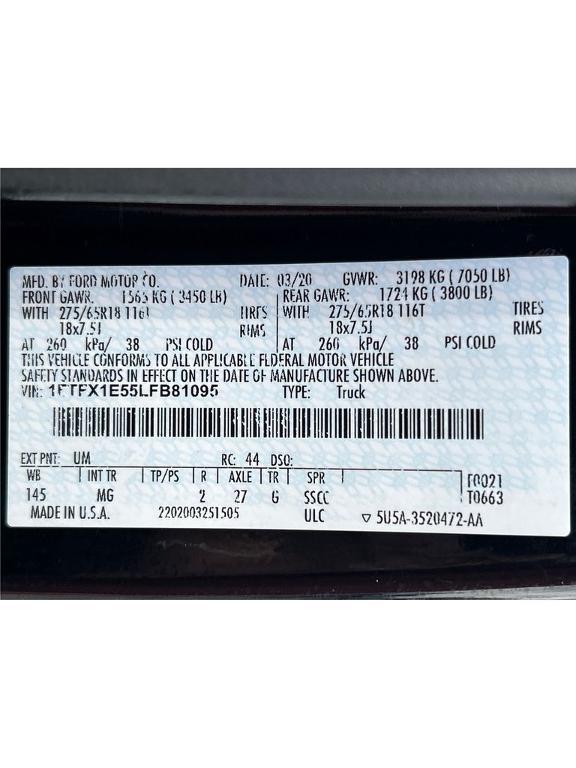 MFD. BY FORD MOTOR CO. DATE: 03/20 GVWR: 3198 KG ( 7050 LB)
FRONT GAWR: 1565 KG ( 3450 LB) REAR GAWR: 1724 KG ( 3800 LB)
WITH 275/65R18 116T TIRES WITH 275/65R18 116T TIRES
18x7.5J RIMS 18x7.5J RIMS
AT 260 kPa/ 38 PSI COLD AT 260 kPa/ 38 PSI COLD
THIS VEHICLE CONFORMS TO ALL APPLICABLE FEDERAL MOTOR VEHICLE
SAFETY STANDARDS IN EFFECT ON THE DATE OF MANUFACTURE SHOWN ABOVE.
VIN: 1FTFX1E55LFB81095 TYPE: Truck
EXT PNT: UM RC: 44 DSO:
WB INT TR TP/PS R AXLE TR SPR T0021
145 MG 2 27 G SSCC T0663
MADE IN U.S.A. 2202003251505 ULC ▽ 5U5A-3520472-AA